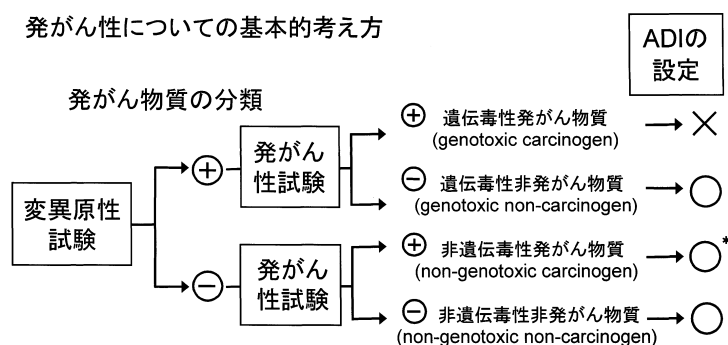 発がん性についての基本的考え方
ADIの
設定
発がん物質の分類
変異原性
試験
⊕
発がん
性試験
⊕ 遺伝毒性発がん物質
(genotoxic carcinogen)
×
⊖ 遺伝毒性非発がん物質
(genotoxic non-carcinogen)
○
⊖
発がん
性試験
⊕ 非遺伝毒性発がん物質
(non-genotoxic carcinogen)
○*
⊖ 非遺伝毒性非発がん物質
(non-genotoxic non-carcinogen)
○